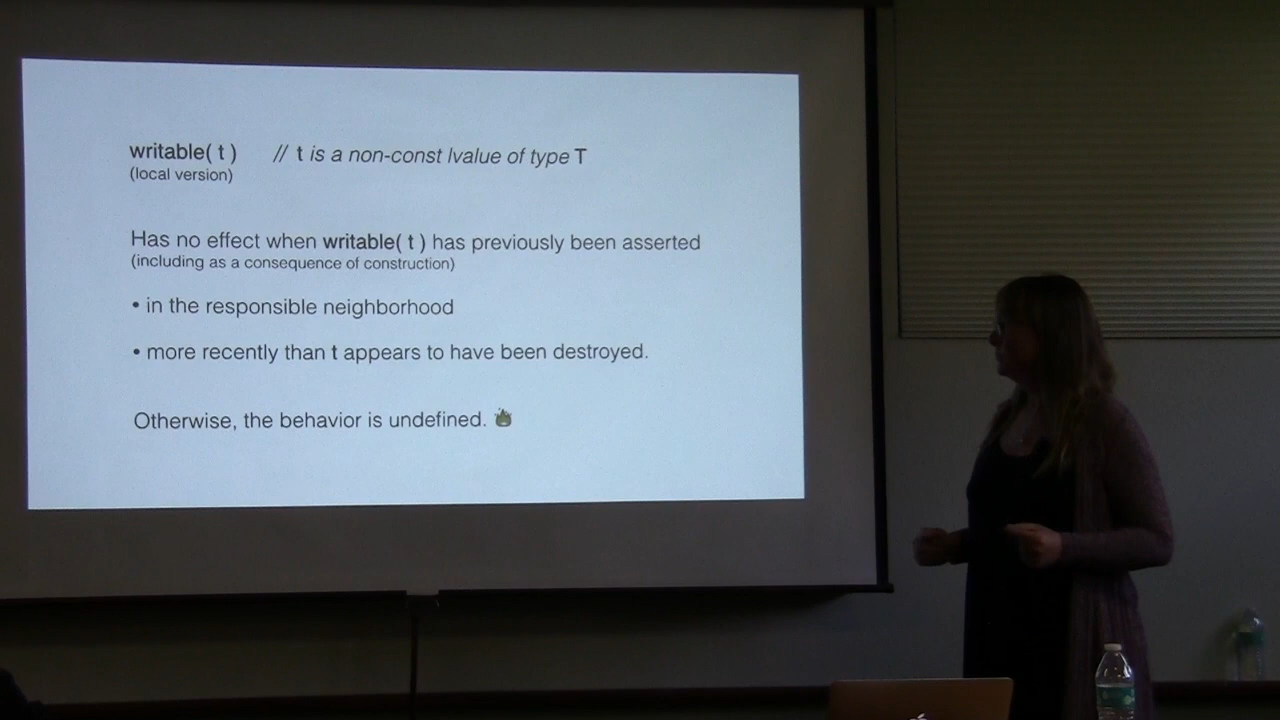 writable( t ) // t is a non-const lvalue of type T
(local version)
Has no effect when writable( t ) has previously been asserted
(including as a consequence of construction)
• in the responsible neighborhood
• more recently than t appears to have been destroyed.
Otherwise, the behavior is undefined.